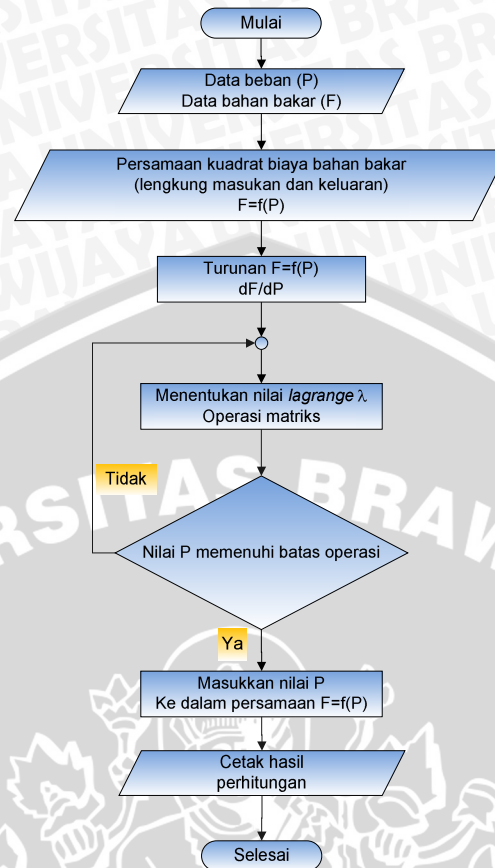 Mulai
Data beban (P)
Data bahan bakar (F)
Persamaan kuadrat biaya bahan bakar
(lengkung masukan dan keluaran)
F=f(P)
Turunan F=f(P)
dF/dP
Menentukan nilai lagrange λ
Operasi matriks
Tidak
Nilai P memenuhi batas operasi
Ya
Masukkan nilai P
Ke dalam persamaan F=f(P)
Cetak hasil
perhitungan
Selesai